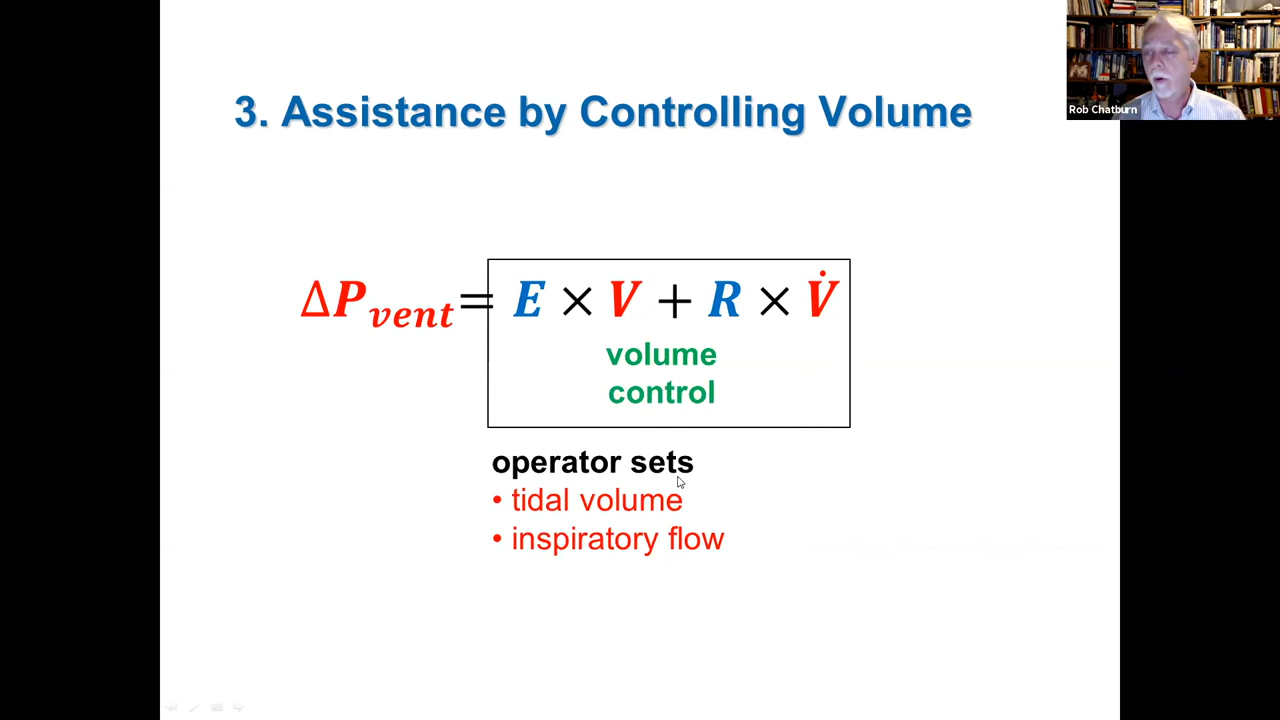 3. Assistance by Controlling Volume
Rob Chatburn
ΔP_vent = E × V + R × V̇
volume
control
operator sets
• tidal volume
• inspiratory flow